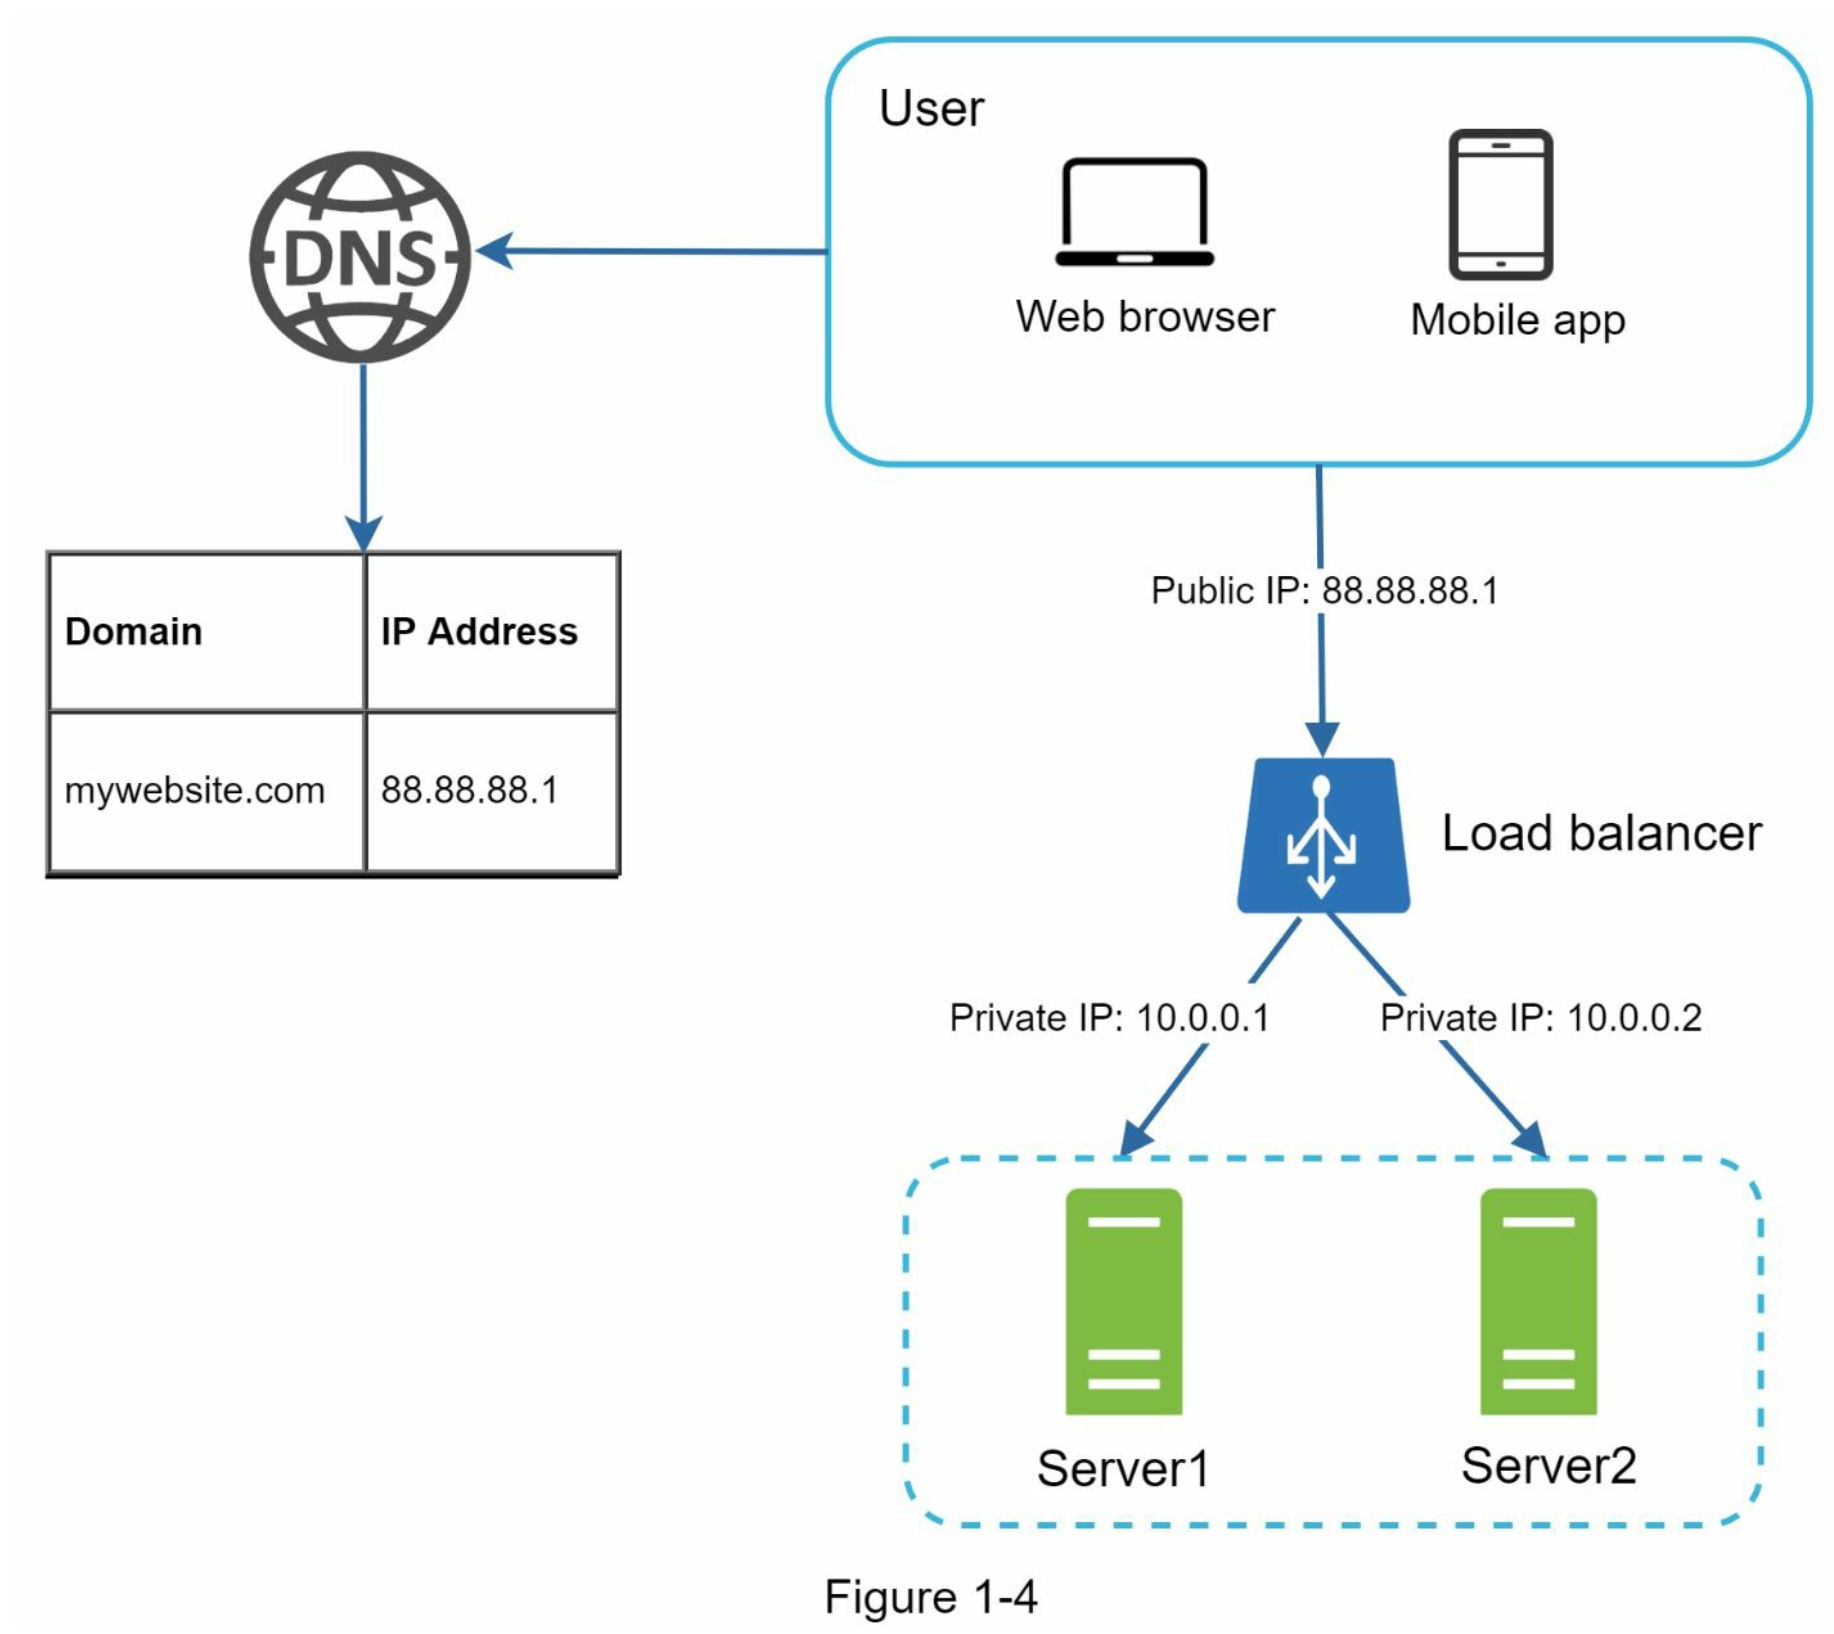 User
DNS
Web browser
Mobile app
Domain
IP Address
mywebsite.com
88.88.88.1
Public IP: 88.88.88.1
Load balancer
Private IP: 10.0.0.1
Private IP: 10.0.0.2
Server1
Server2
Figure 1-4